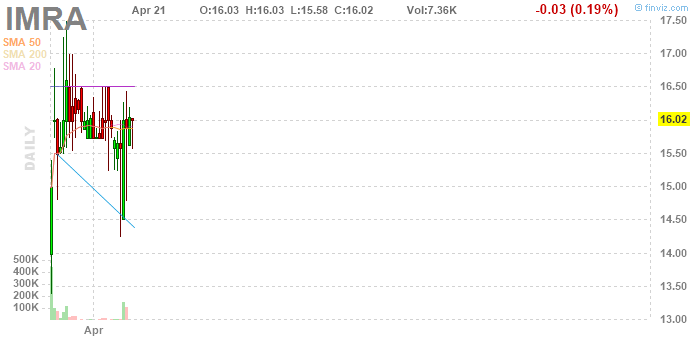 IMRA Apr 21 O:16.03 H:16.03 L:15.58 C:16.02 Vol:7.36K -0.03 (0.19%) © finviz.com
SMA 50
SMA 200
SMA 20
DAILY
17.50
17.00
16.50
16.02
15.50
15.00
14.50
14.00
13.50
13.00
500K
400K
300K
200K
100K
Apr